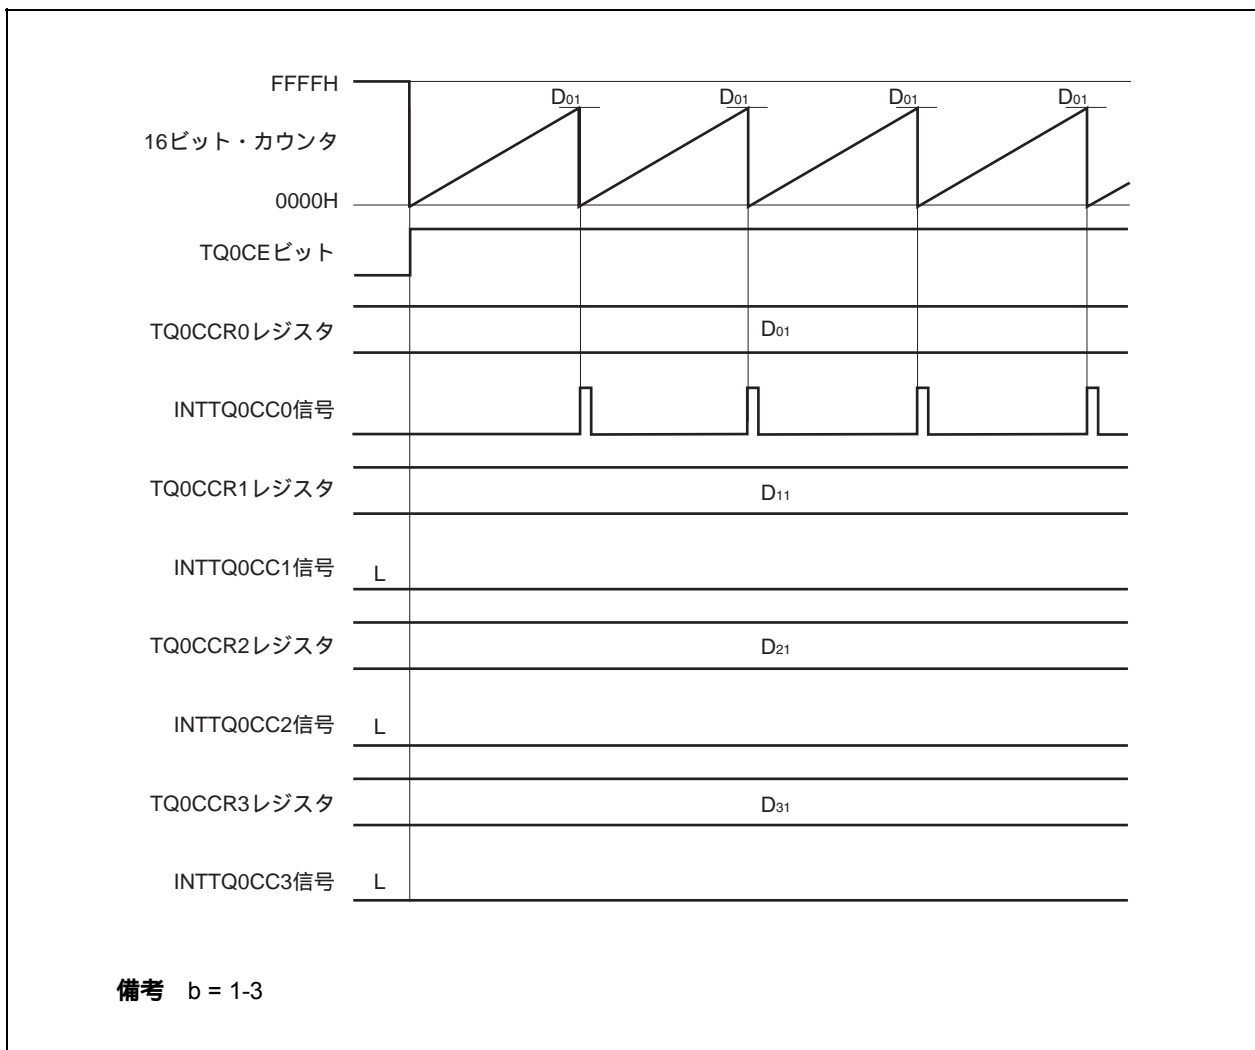 FFFFH
D01 D01 D01 D01
16ビット・カウンタ
0000H
TQ0CEビット
TQ0CCR0レジスタ D01
INTTQ0CC0信号
TQ0CCR1レジスタ D11
INTTQ0CC1信号 L
TQ0CCR2レジスタ D21
INTTQ0CC2信号 L
TQ0CCR3レジスタ D31
INTTQ0CC3信号 L
備考 b = 1-3